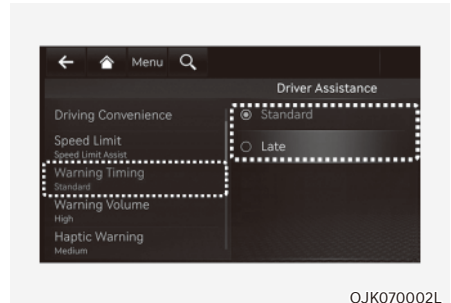 Menu
Driver Assistance
Driving Convenience
Speed Limit
Speed Limit Assist
Warning Timing
Standard
Warning Volume
High
Haptic Warning
Medium
Standard
Late
OJK070002L